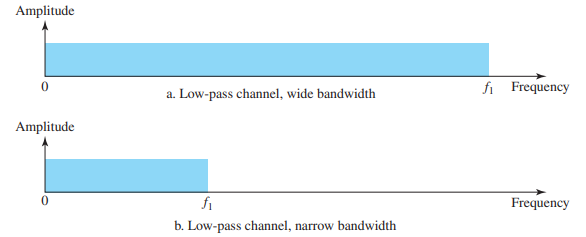 Amplitude
0
f₁
Frequency
a. Low-pass channel, wide bandwidth
Amplitude
0
f₁
Frequency
b. Low-pass channel, narrow bandwidth